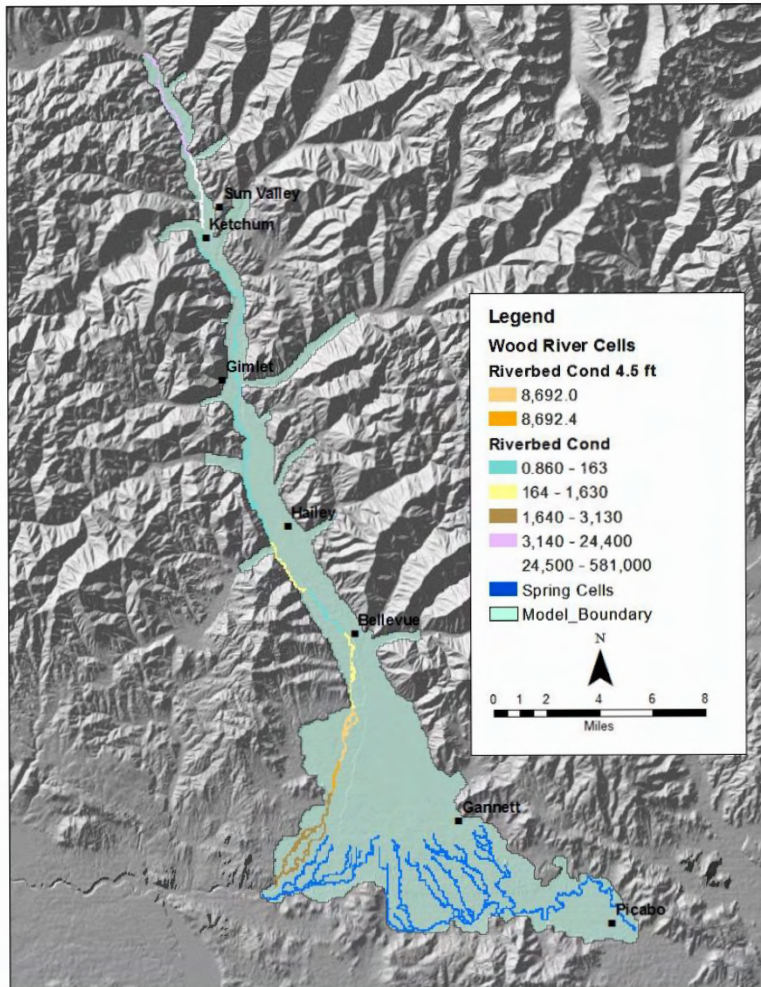 Sun Valley
Ketchum
Gimlet
Hailey
Bellevue
Gannett
Picabo
Legend
Wood River Cells
Riverbed Cond 4.5 ft
8,692.0
8,692.4
Riverbed Cond
0.860 - 163
164 - 1,630
1,640 - 3,130
3,140 - 24,400
24,500 - 581,000
Spring Cells
Model_Boundary
N
0 1 2 4 6 8
Miles